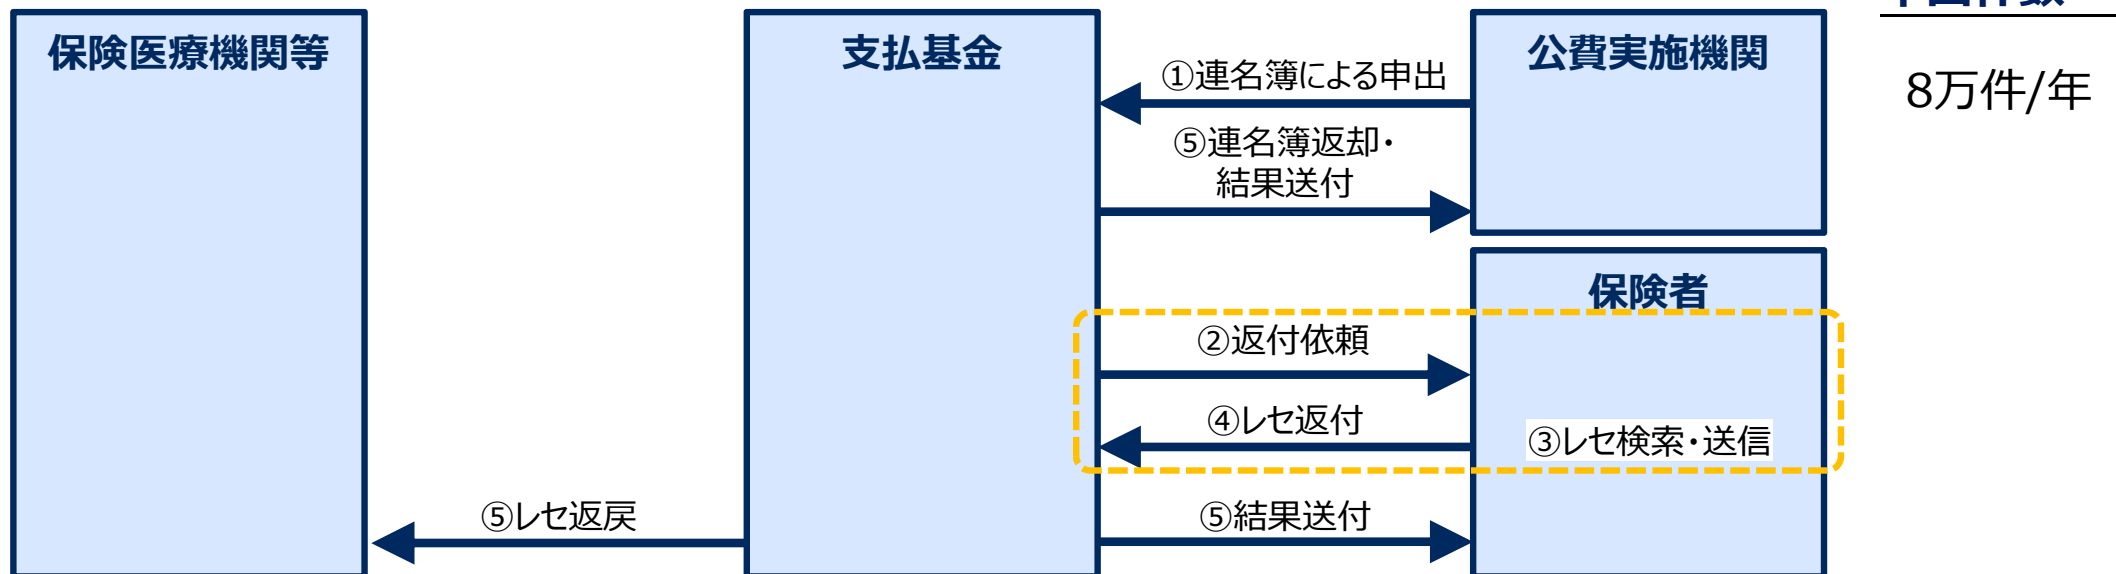 保険医療機関等
支払基金
公費実施機関
①連名簿による申出
8万件/年
⑤連名簿返却・
結果送付
保険者
②返付依頼
④レセ返付
③レセ検索・送信
⑤レセ返戻
⑤結果送付